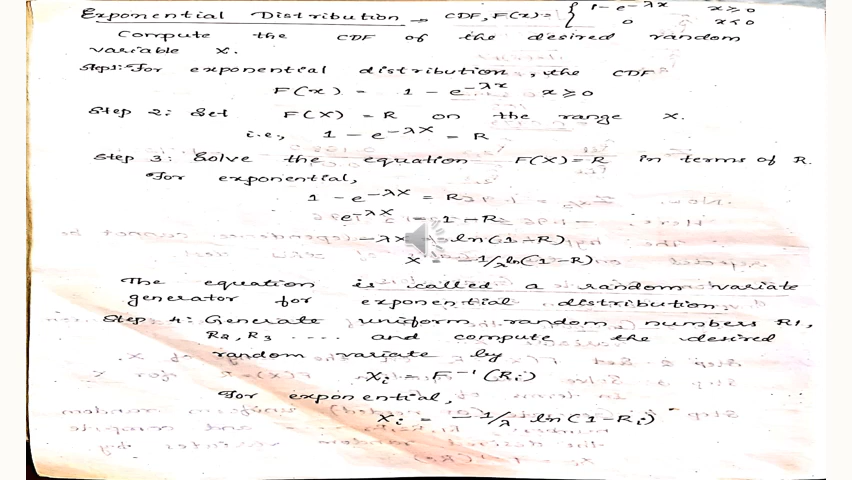 Exponential Distribution → CDF, F(x) = { 1 - e^-λx x ≥ 0
0 x < 0
Compute the CDF of the desired random
variable X.
Step 1: For exponential distribution, the CDF
F(x) = 1 - e^-λx x ≥ 0
Step 2: Set F(X) = R on the range X.
i.e., 1 - e^-λX = R
Step 3: Solve the equation F(X) = R in terms of R.
For exponential,
1 - e^-λX = R
e^-λX = 1 - R
-λX = ln(1-R)
X = -1/λ ln(1-R)
The equation is called a random variate
generator for exponential distribution.
Step 4: Generate uniform random numbers R1,
R2, R3 .... and compute the desired
random variate by
Xi = F^-1 (Ri)
For exponential,
Xi = -1/λ ln(1-Ri)